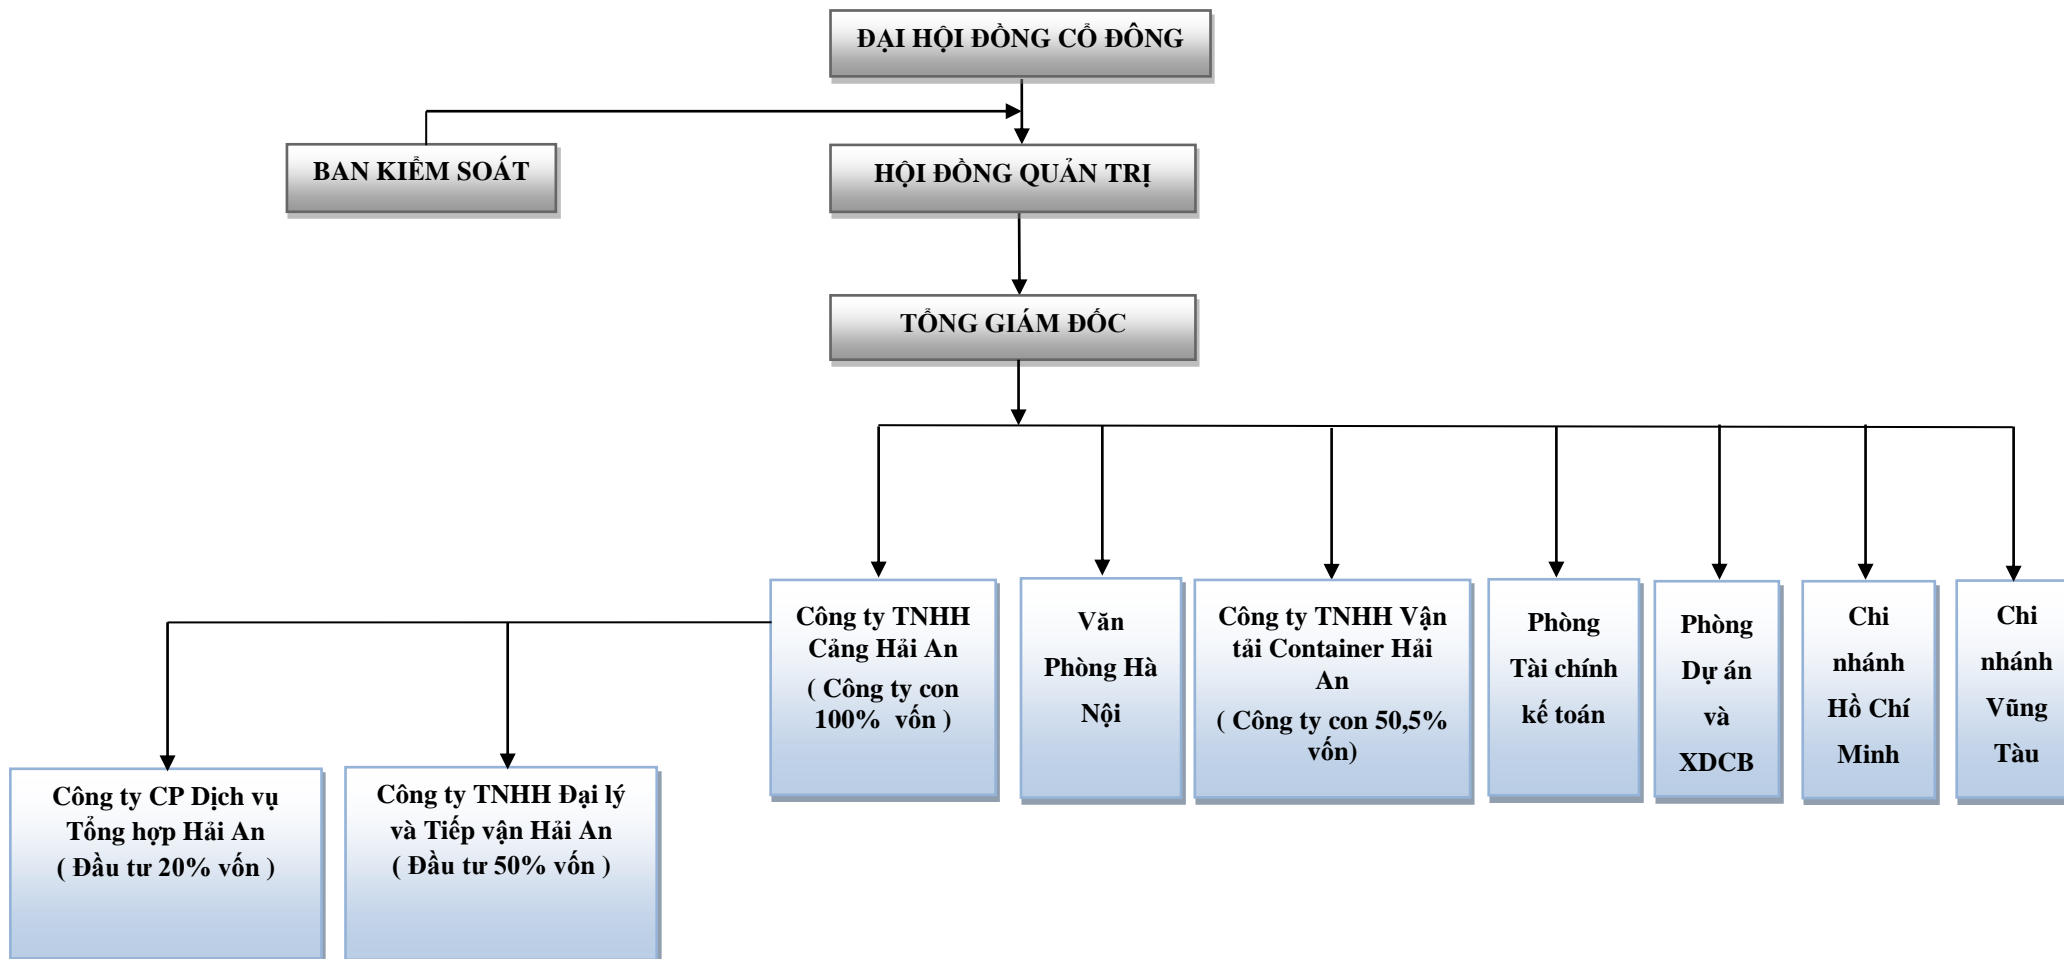 ĐẠI HỘI ĐỒNG CỔ ĐÔNG
BAN KIỂM SOÁT
HỘI ĐỒNG QUẢN TRỊ
TỔNG GIÁM ĐỐC
Công ty TNHH
Cảng Hải An
( Công ty con
100% vốn )
Văn
Phòng Hà
Nội
Công ty TNHH Vận
tải Container Hải
An
( Công ty con 50,5%
vốn)
Phòng
Tài chính
kế toán
Phòng
Dự án
và
XDCB
Chi
nhánh
Hồ Chí
Minh
Chi
nhánh
Vũng
Tàu
Công ty CP Dịch vụ
Tổng hợp Hải An
( Đầu tư 20% vốn )
Công ty TNHH Đại lý
và Tiếp vận Hải An
( Đầu tư 50% vốn )